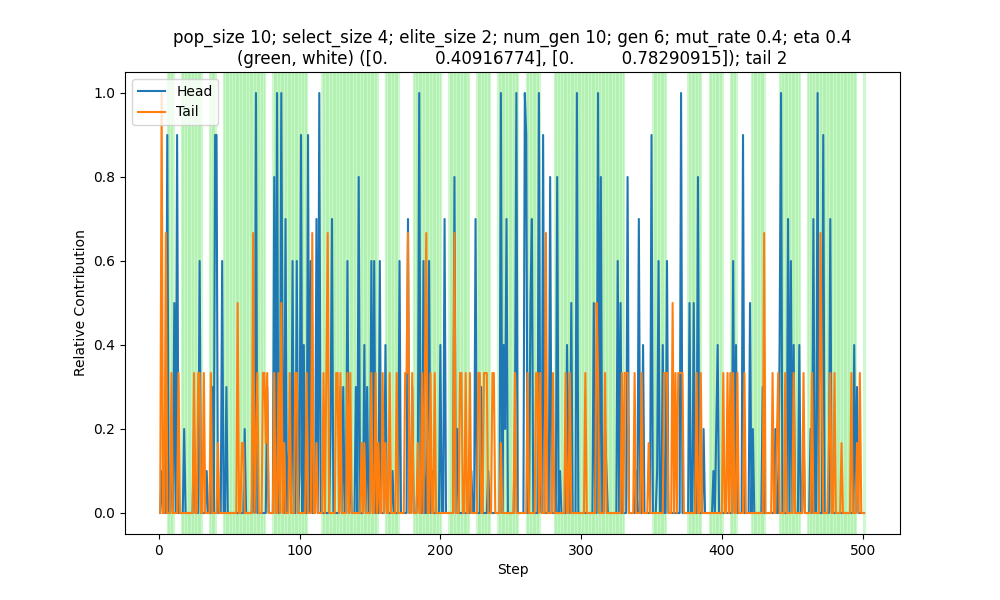 pop_size 10; select_size 4; elite_size 2; num_gen 10; gen 6; mut_rate 0.4; eta 0.4
(green, white) ([0.         0.40916774], [0.         0.78290915]); tail 2
Head
Tail
1.0
0.8
0.6
0.4
0.2
0.0
Relative Contribution
0
100
200
300
400
500
Step